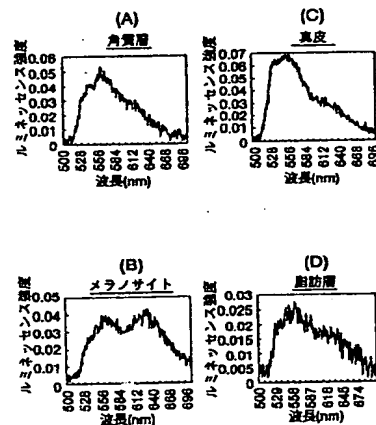 (A)
角質層
ルミネッセンス強度
0.06
0.05
0.04
0.03
0.02
0.01
0
500 528 556 584 612 640 668 696
波長(nm)
(C)
真皮
ルミネッセンス強度
0.07
0.06
0.05
0.04
0.03
0.02
0.01
500 528 556 584 612 640 668 696
波長(nm)
(B)
メラノサイト
ルミネッセンス強度
0.05
0.04
0.03
0.02
0.01
0
500 528 556 584 612 640 668 696
波長(nm)
(D)
脂肪層
ルミネッセンス強度
0.03
0.025
0.02
0.015
0.01
0.005
0
500 529 558 587 618 645 674
波長(nm)